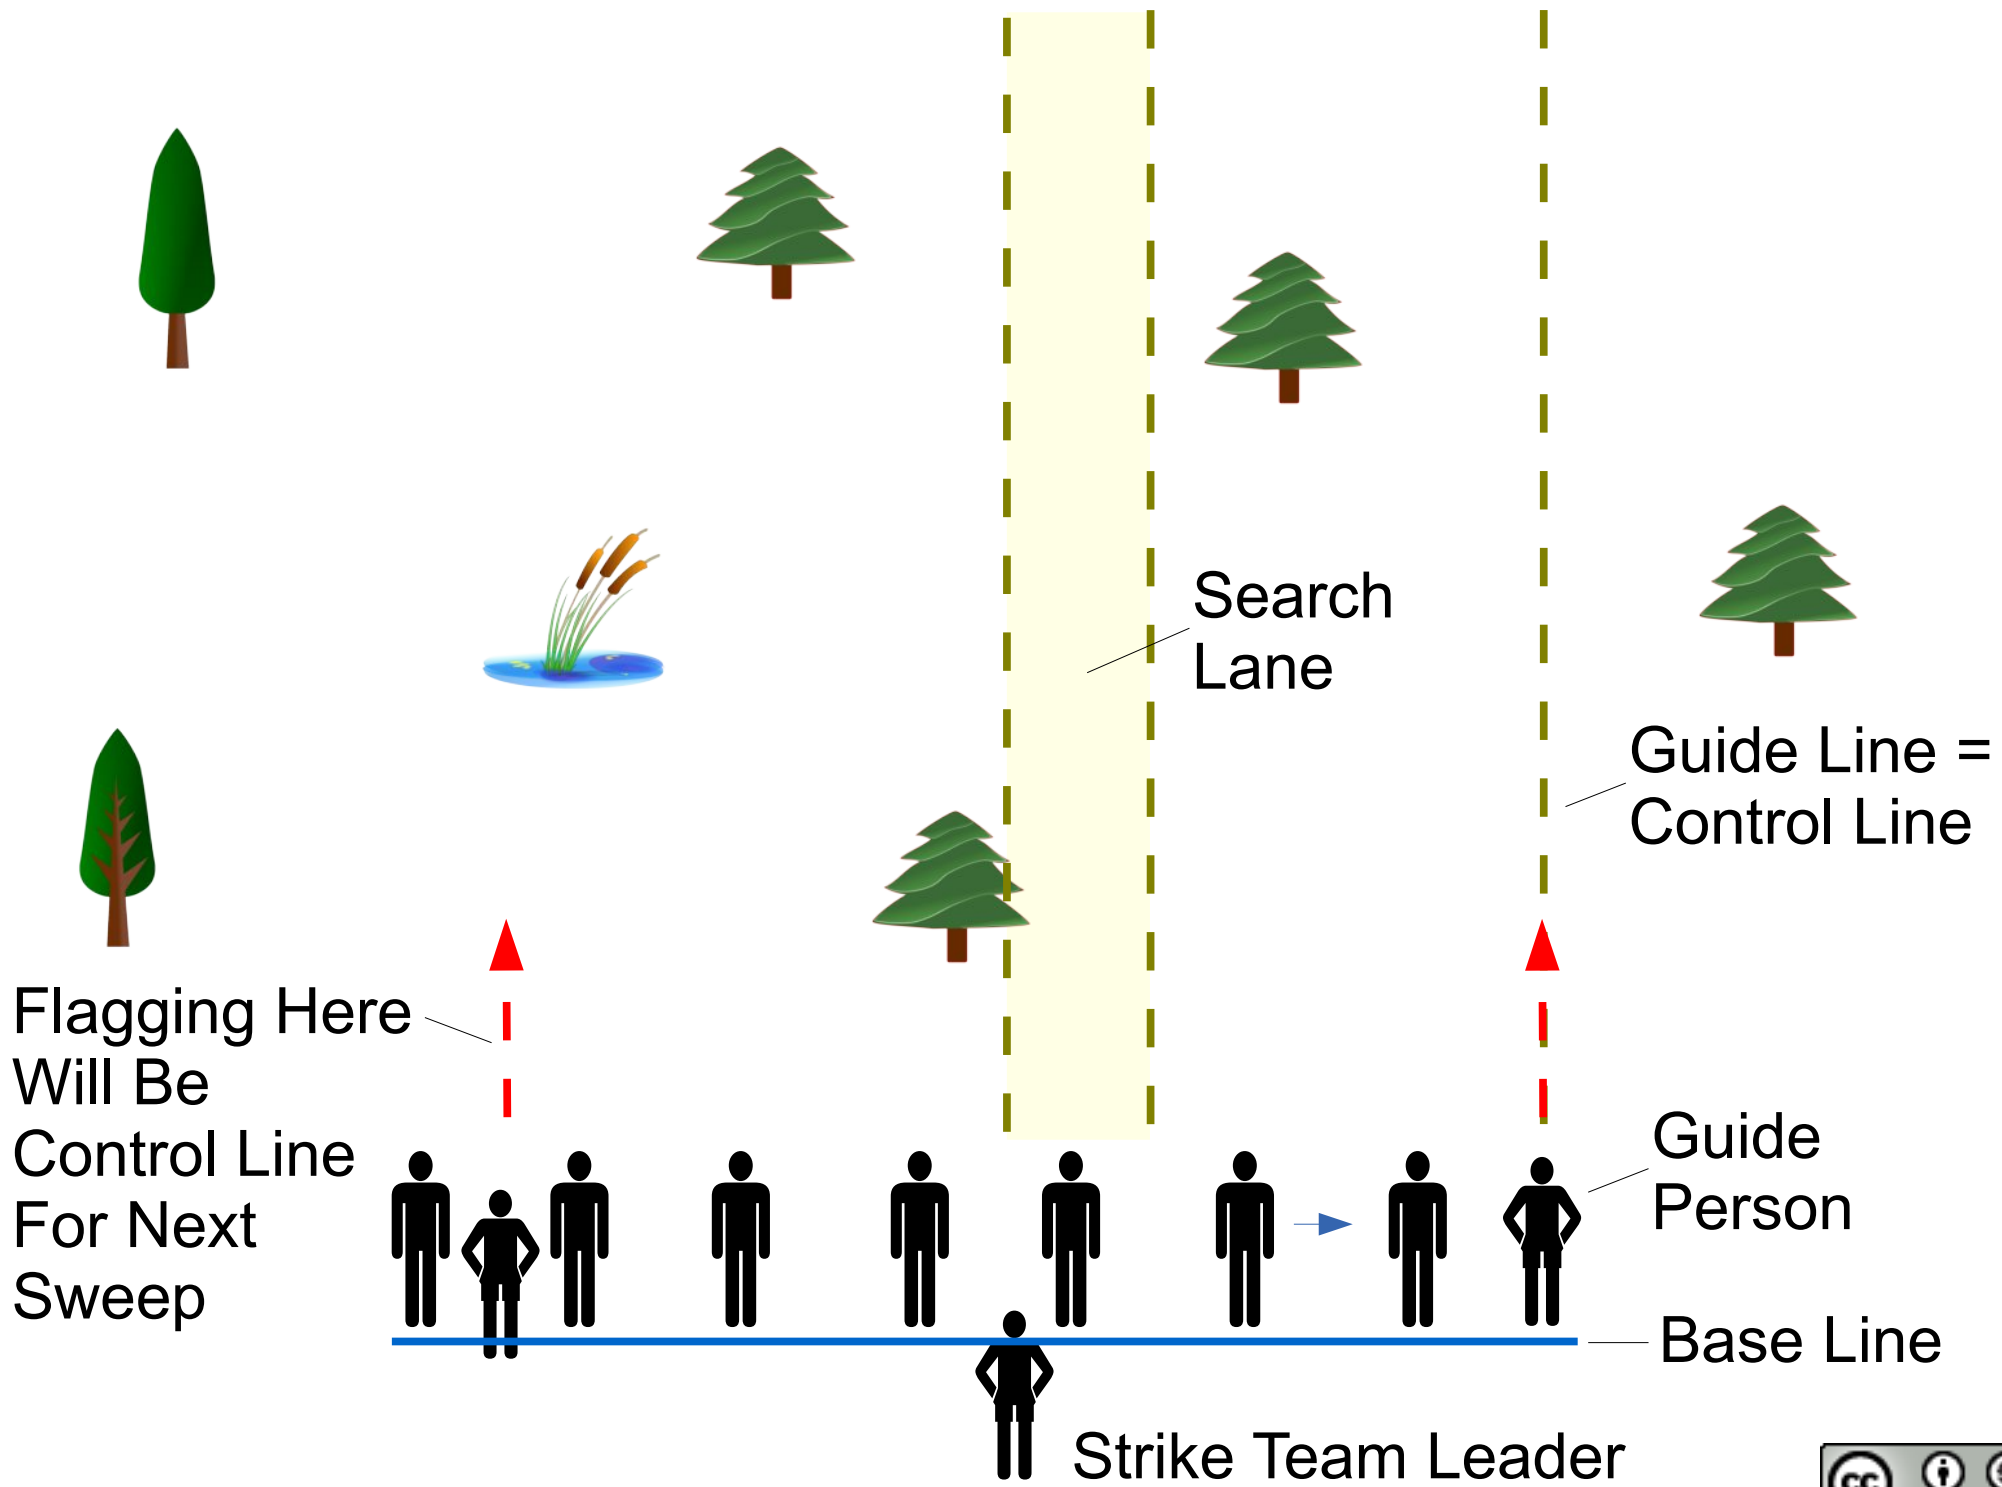 Search
Lane
Guide Line =
Control Line
Flagging Here
Will Be
Control Line
For Next
Sweep
Guide
Person
Base Line
Strike Team Leader
cc